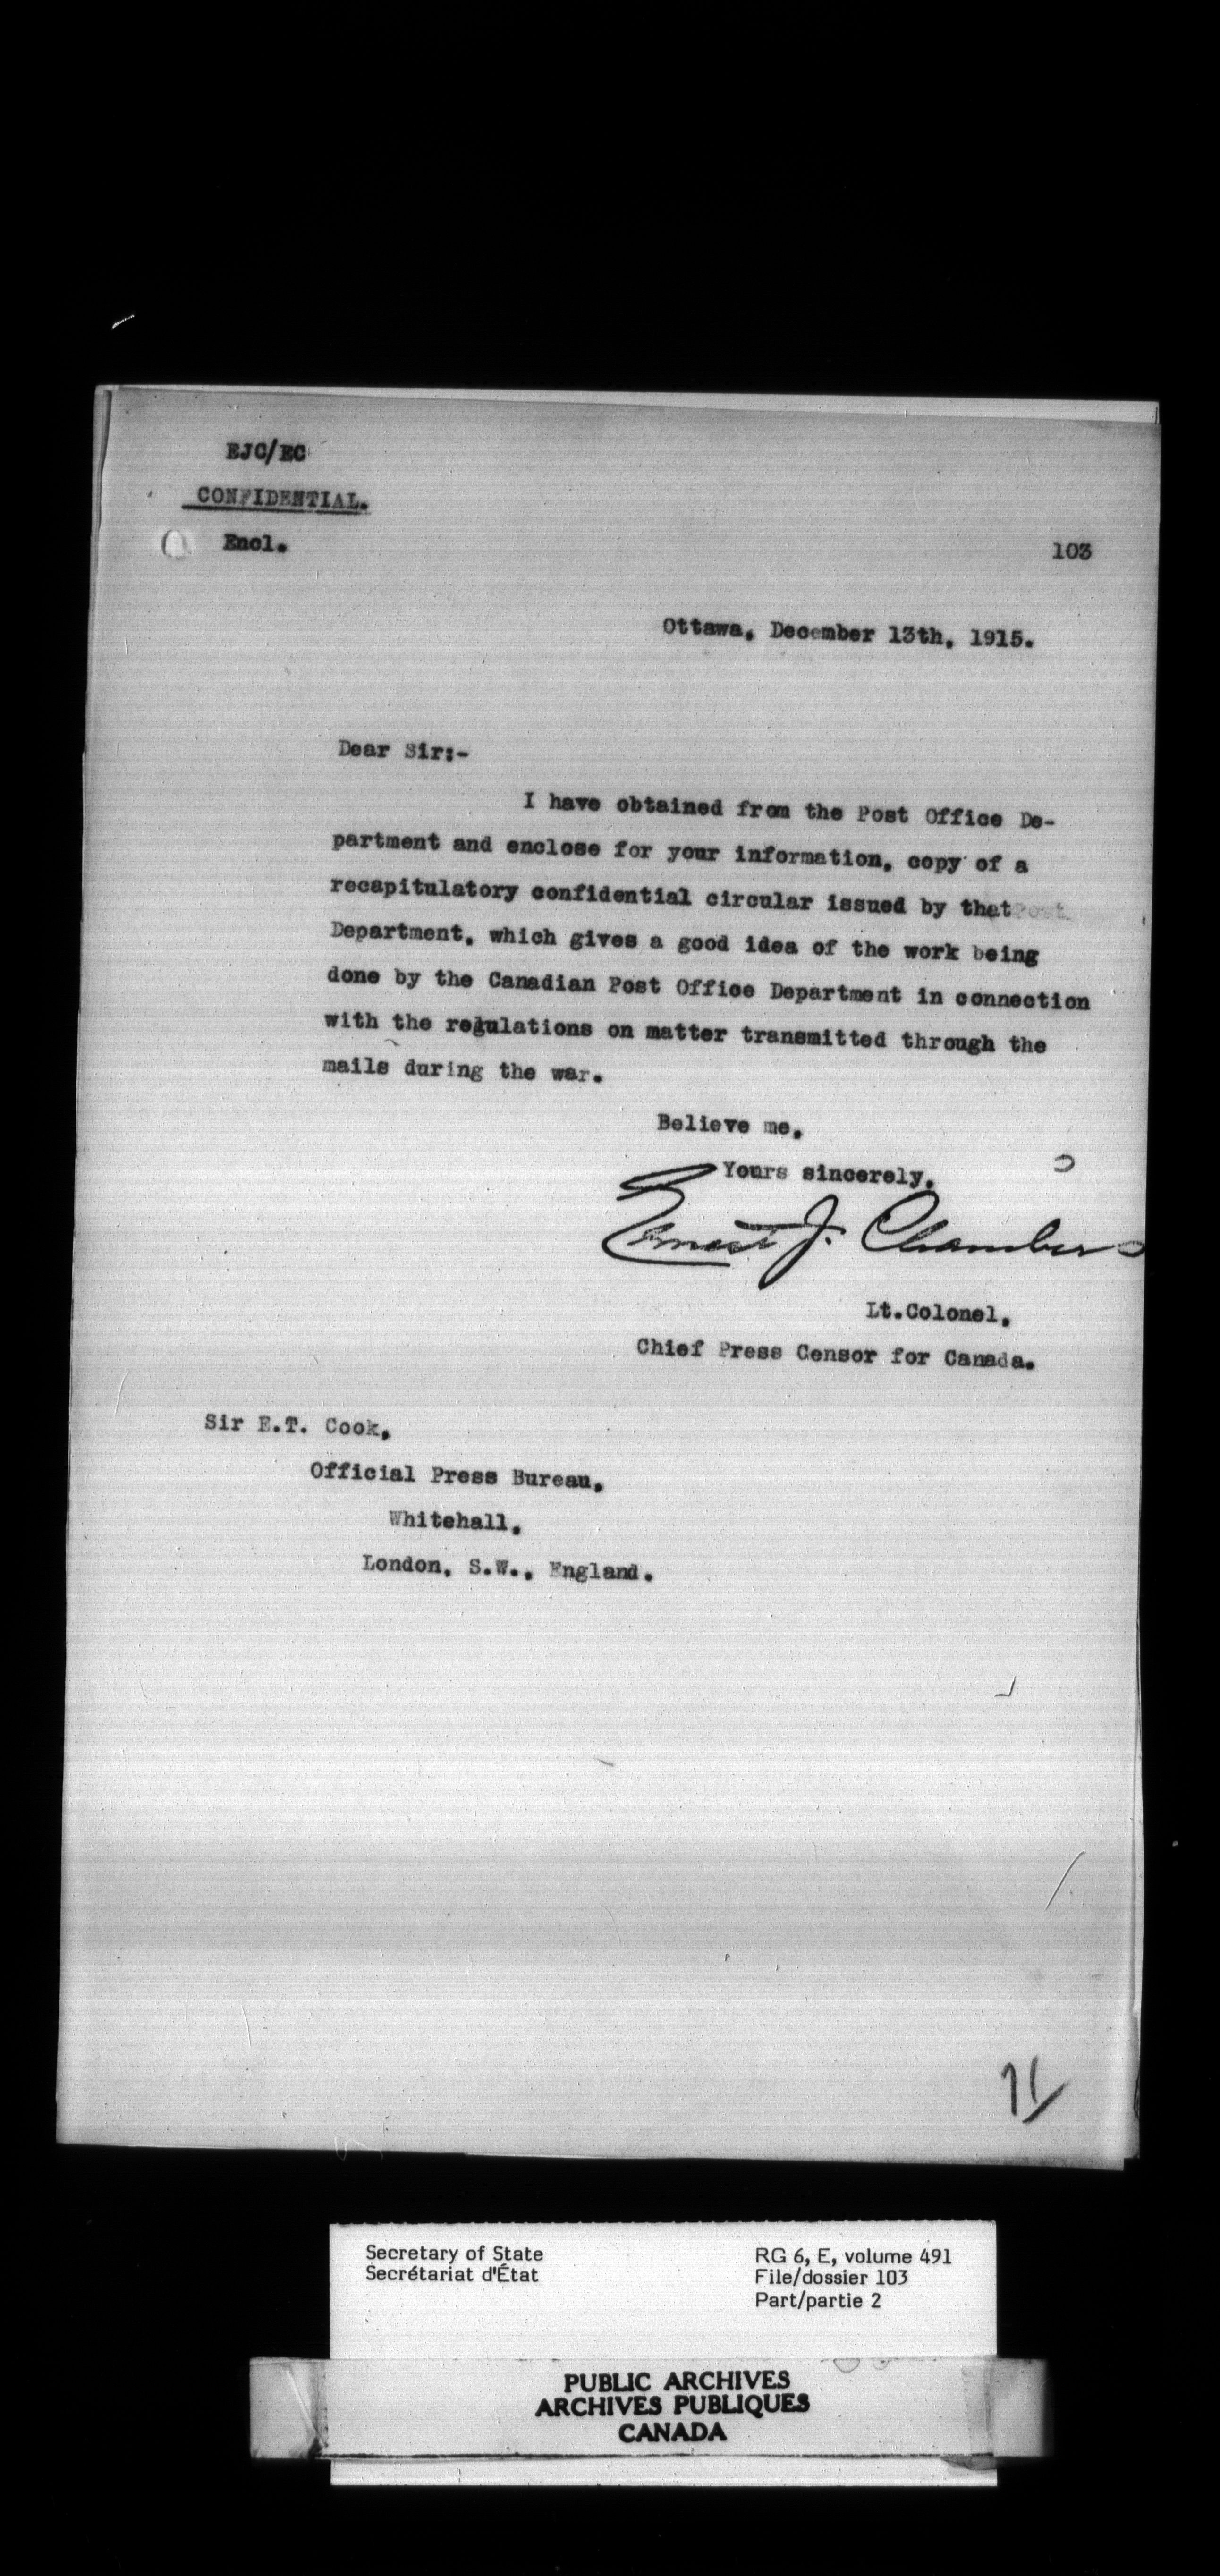 EJC/EC
CONFIDENTIAL.
Encl.
103
Ottawa, December 13th, 1915.
Dear Sir:-
I have obtained from the Post Office De-
partment and enclose for your information, copy of a
recapitulatory confidential circular issued by that Post
Department, which gives a good idea of the work being
done by the Canadian Post Office Department in connection
with the regulations on matter transmitted through the
mails during the war.
Believe me,
Yours sincerely,
Ernest J. Chambers
Lt.Colonel,
Chief Press Censor for Canada.
Sir E.T. Cook,
Official Press Bureau,
Whitehall,
London, S.W., England.
Secretary of State
Secrétariat d'État
RG 6, E, volume 491
File/dossier 103
Part/partie 2
PUBLIC ARCHIVES
ARCHIVES PUBLIQUES
CANADA